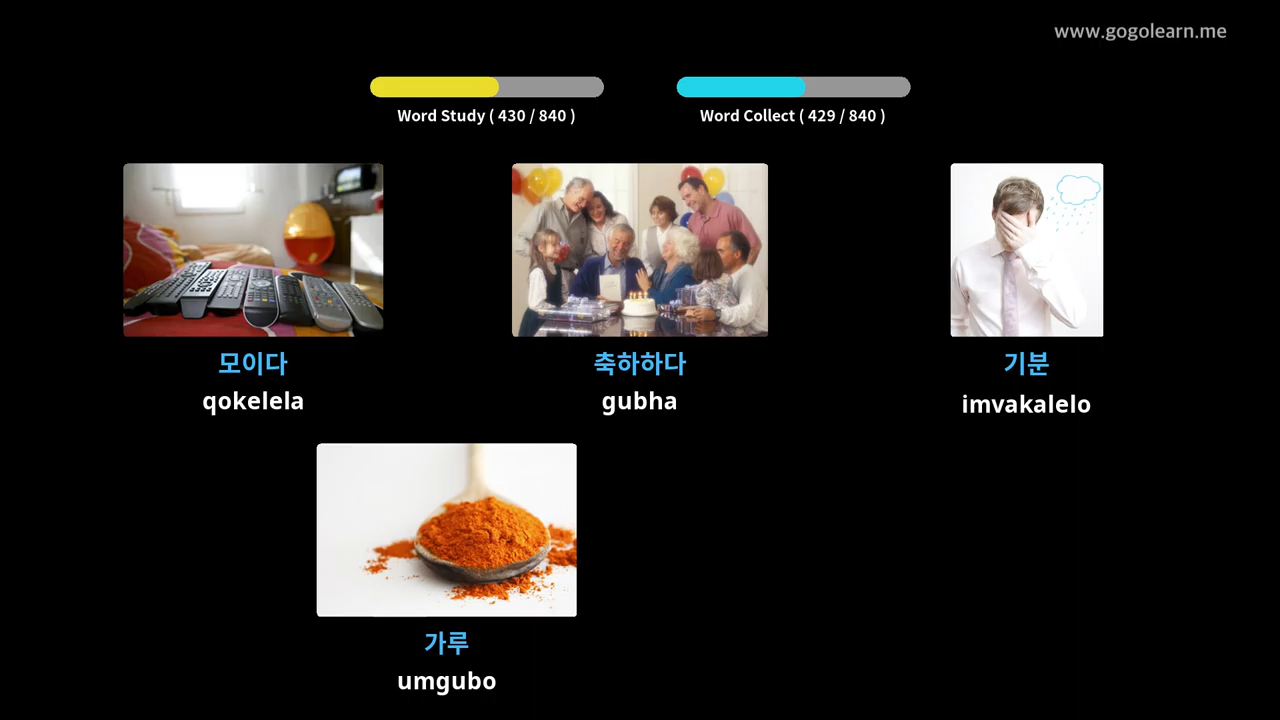 www.gogolearn.me
Word Study ( 430 / 840 )
Word Collect ( 429 / 840 )
모이다
qokelela
축하하다
gubha
기분
imvakalelo
가루
umgubo